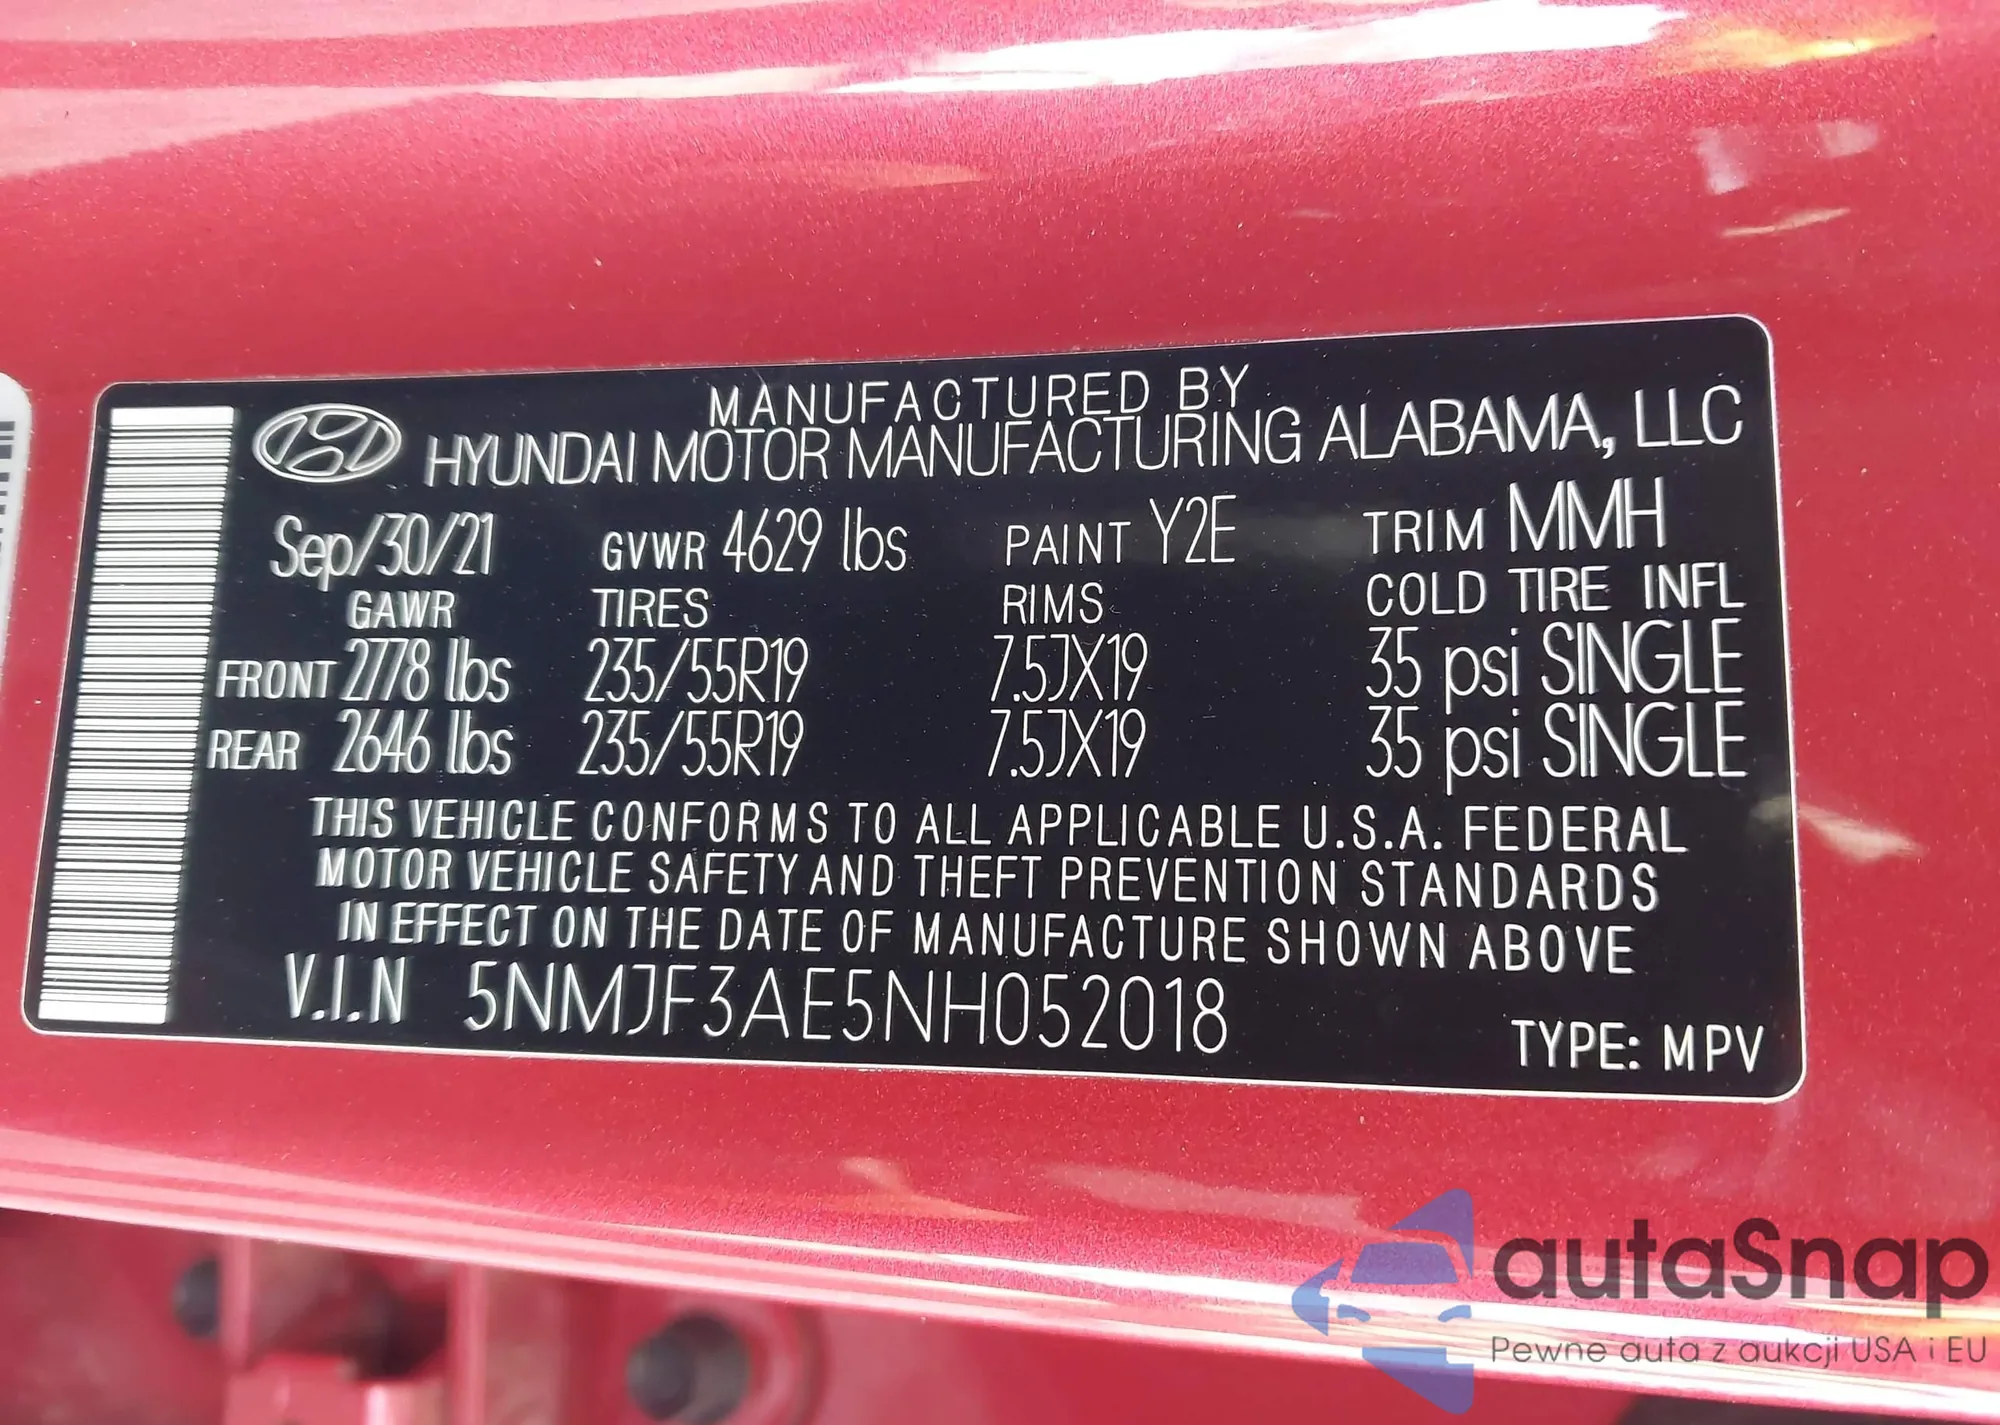 MANUFACTURED BY
HYUNDAI MOTOR MANUFACTURING ALABAMA, LLC
Sep/30/21 GVWR 4629 lbs PAINT Y2E TRIM MMH
GAWR TIRES RIMS COLD TIRE INFL
FRONT 2778 lbs 235/55R19 7.5JX19 35 psi SINGLE
REAR 2646 lbs 235/55R19 7.5JX19 35 psi SINGLE
THIS VEHICLE CONFORMS TO ALL APPLICABLE U.S.A. FEDERAL
MOTOR VEHICLE SAFETY AND THEFT PREVENTION STANDARDS
IN EFFECT ON THE DATE OF MANUFACTURE SHOWN ABOVE
V.I.N 5NMJF3AE5NH052018
TYPE: MPV
autaSnap
Pewne auta z aukcji USA i EU